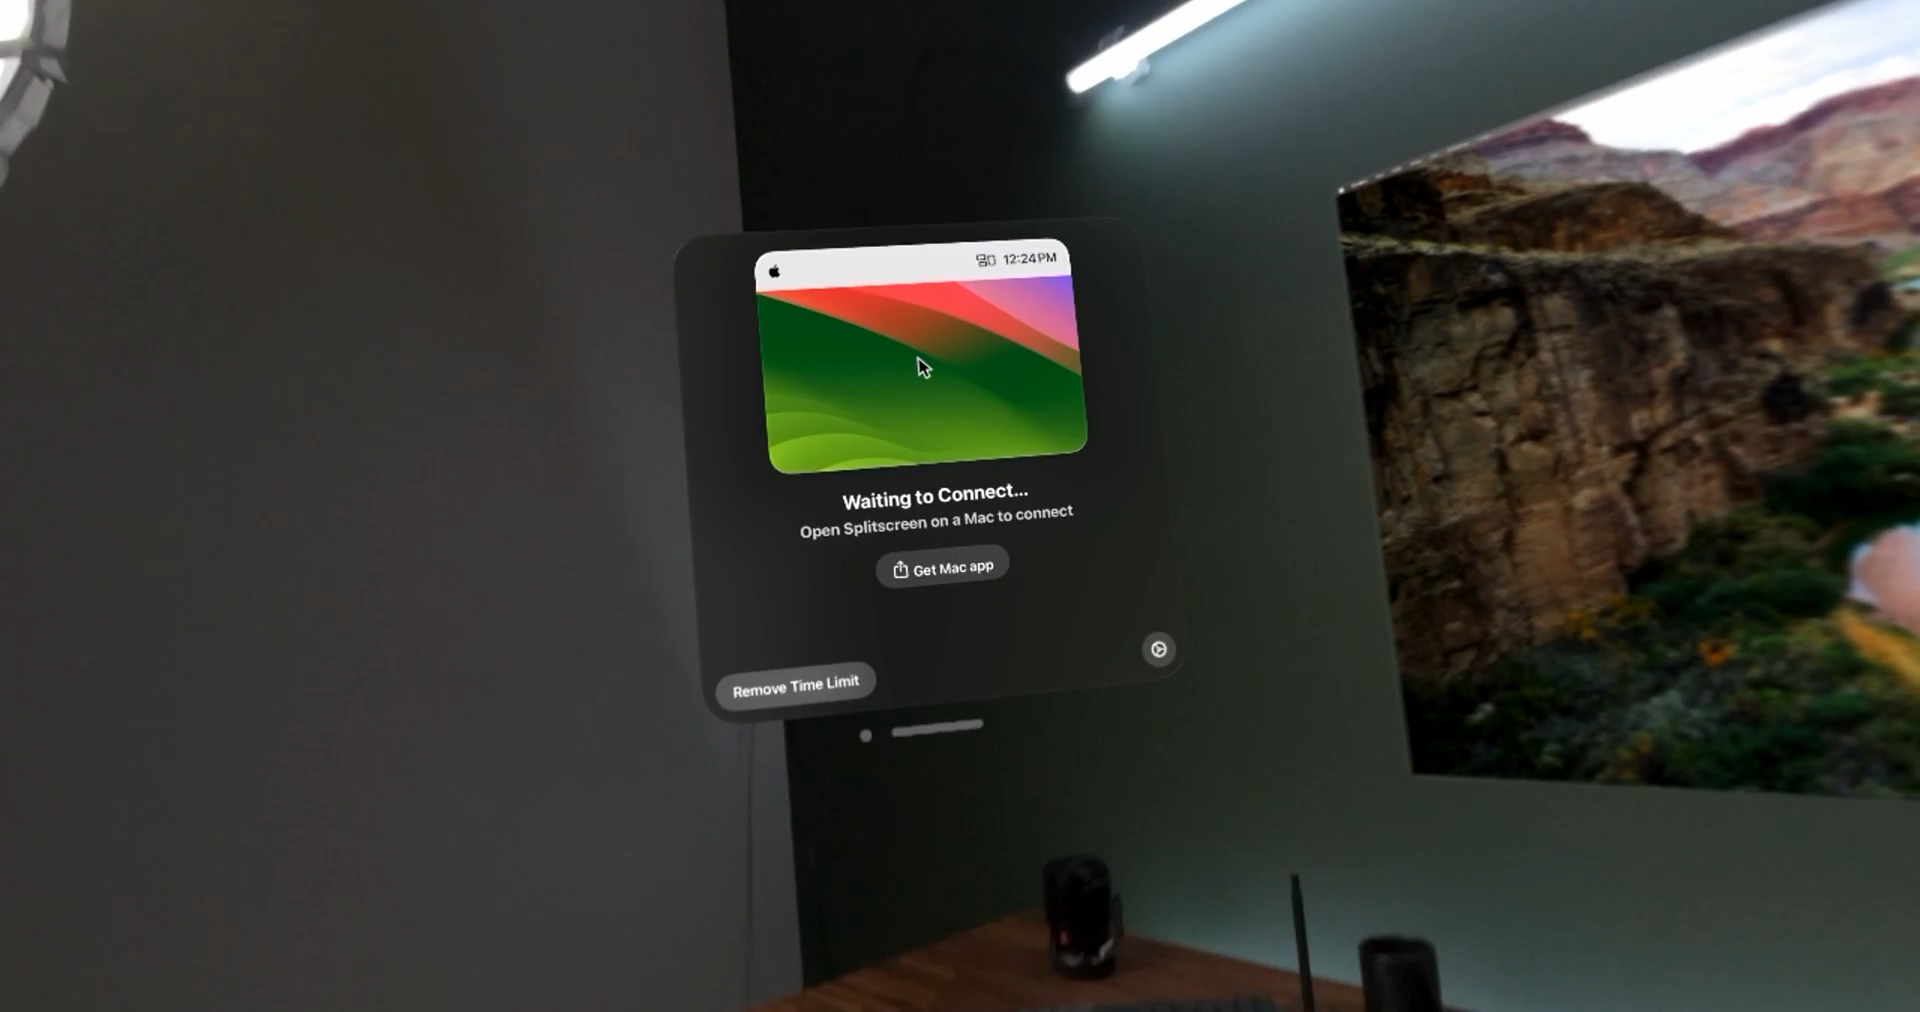 12:24 PM
Waiting to Connect...
Open Splitscreen on a Mac to connect
Get Mac app
Remove Time Limit